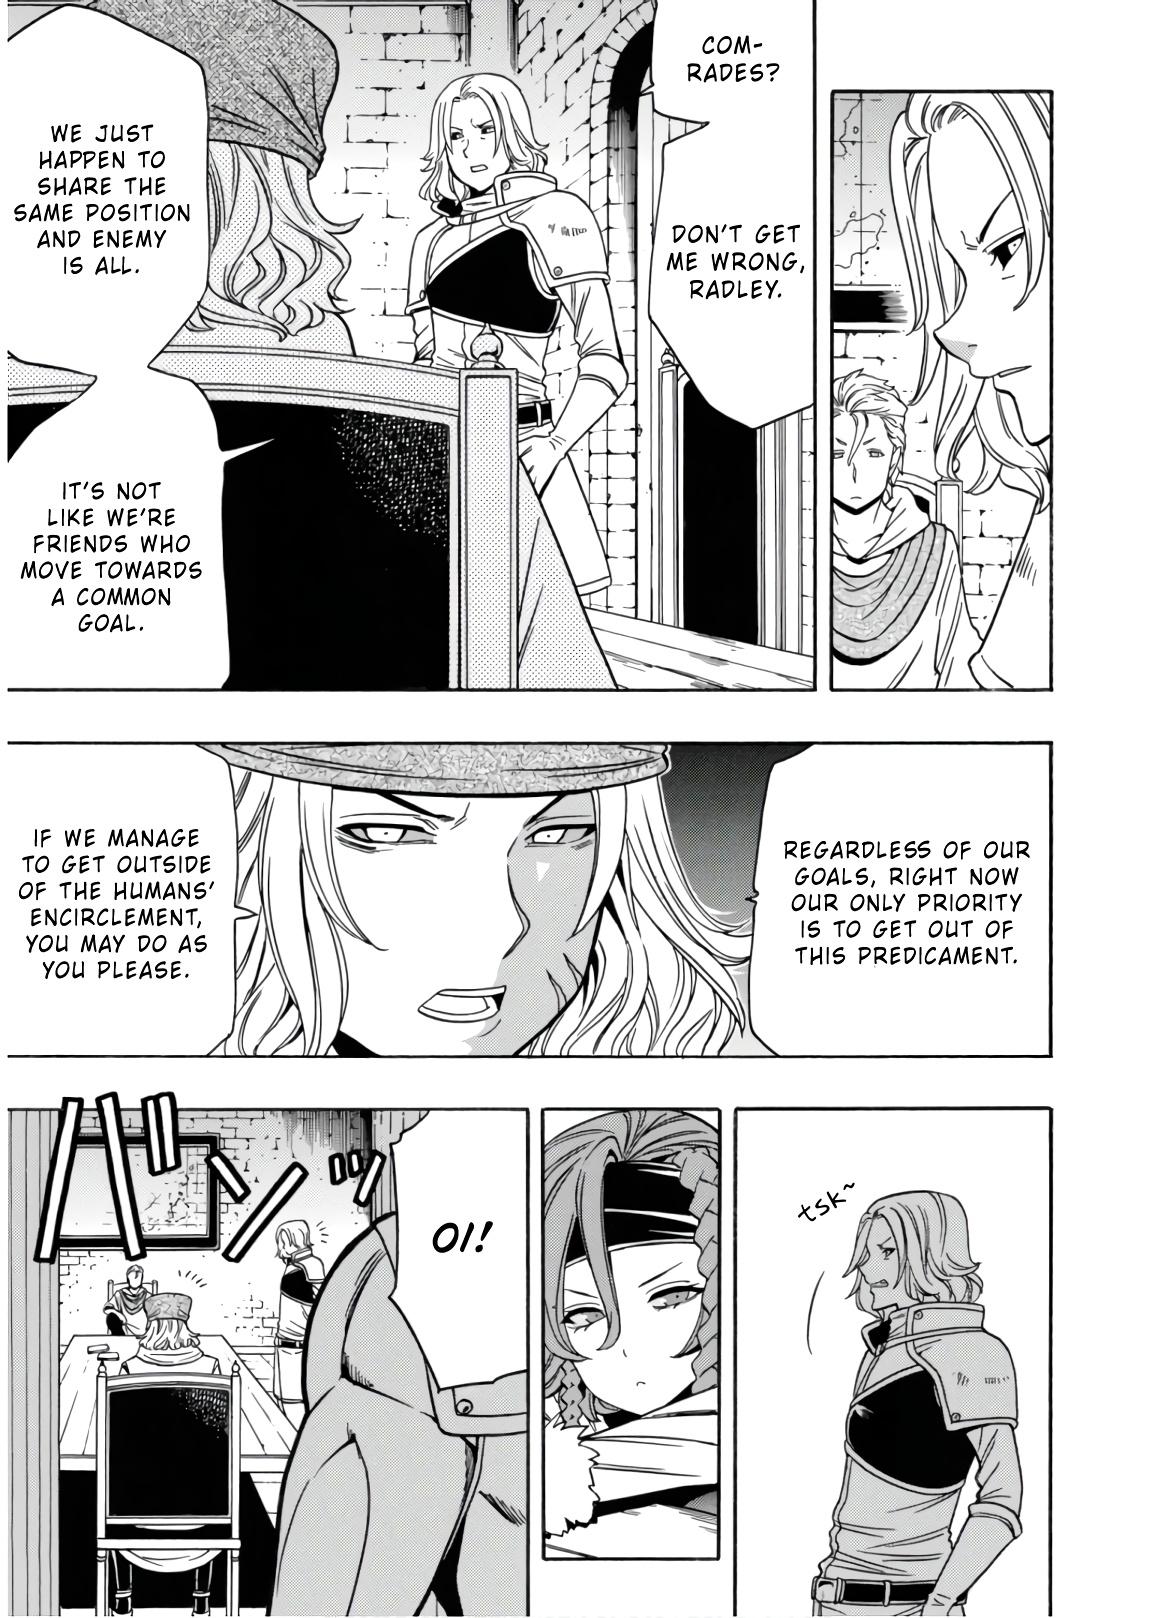 COM-
RADES?
DON'T GET
ME WRONG,
RADLEY.
WE JUST
HAPPEN TO
SHARE THE
SAME POSITION
AND ENEMY
IS ALL.
IT'S NOT
LIKE WE'RE
FRIENDS WHO
MOVE TOWARDS
A COMMON
GOAL.
REGARDLESS OF OUR
GOALS, RIGHT NOW
OUR ONLY PRIORITY
IS TO GET OUT OF
THIS PREDICAMENT.
IF WE MANAGE
TO GET OUTSIDE
OF THE HUMANS'
ENCIRCLEMENT,
YOU MAY DO AS
YOU PLEASE.
tsk~
OI!
バンッ